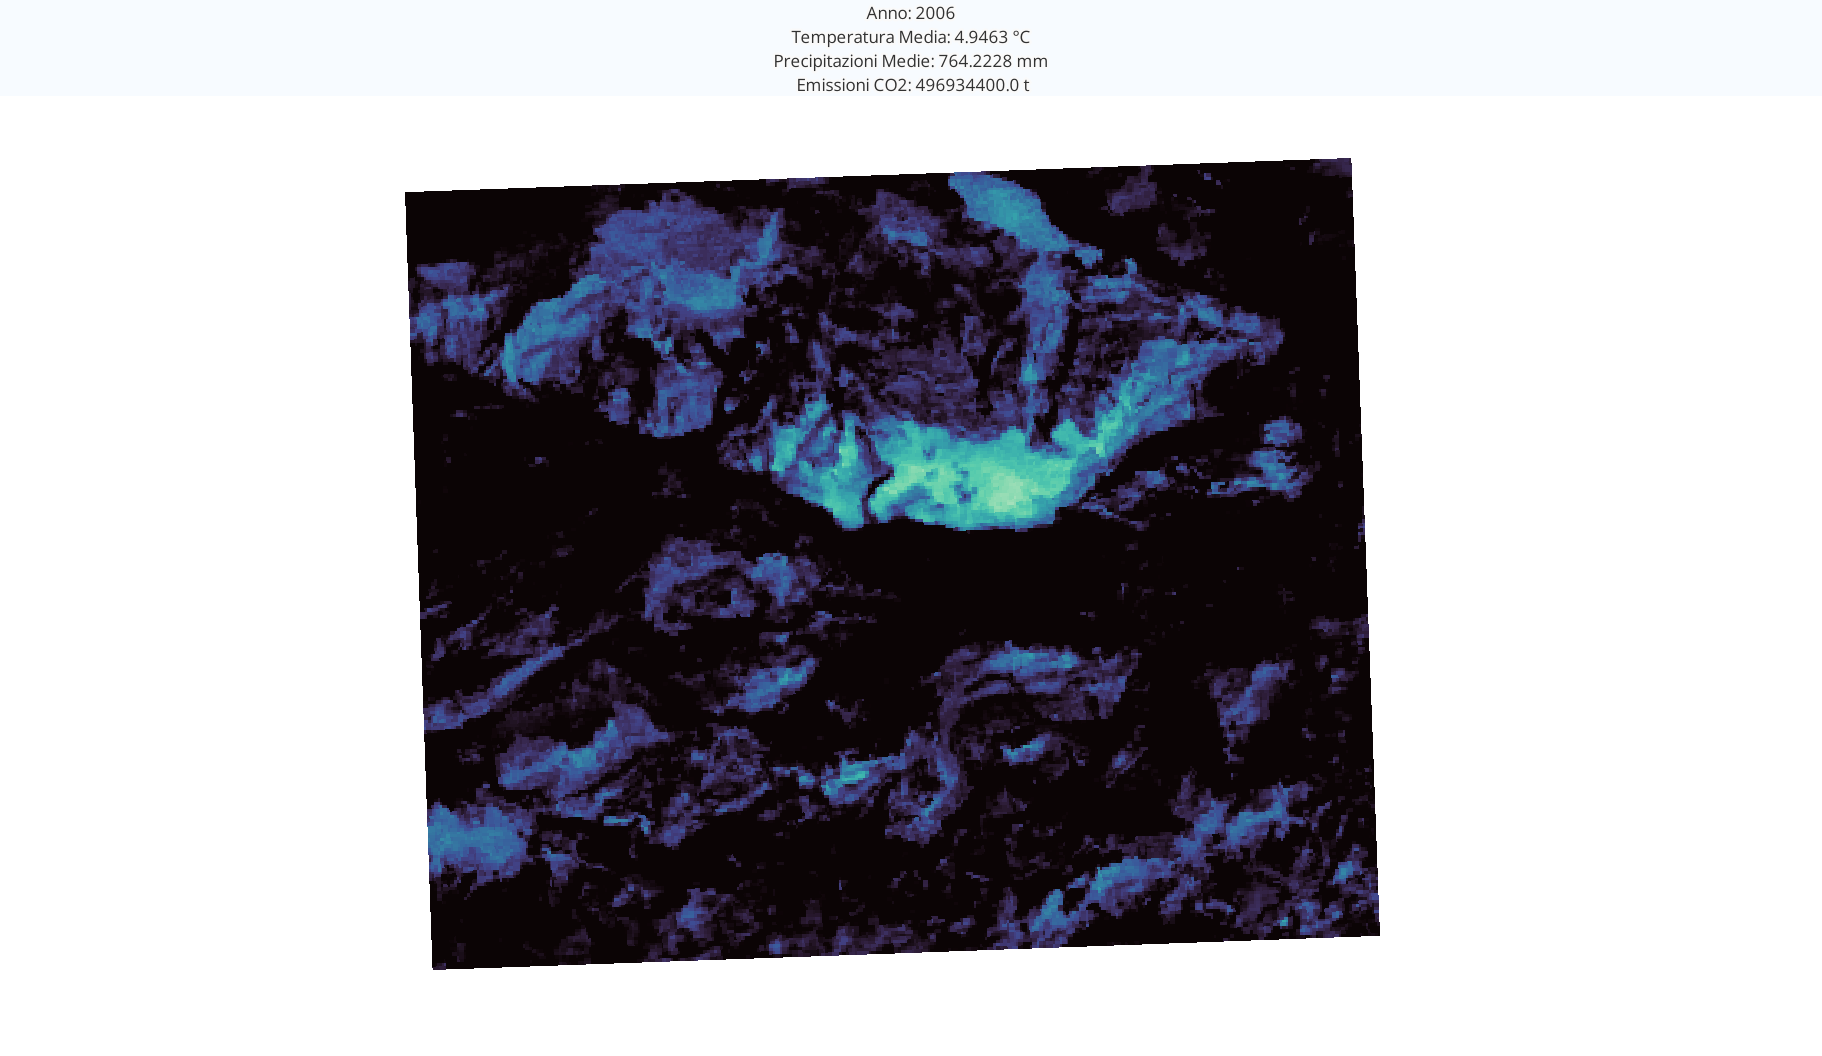 Anno: 2006
Temperatura Media: 4.9463 °C
Precipitazioni Medie: 764.2228 mm
Emissioni CO2: 496934400.0 t